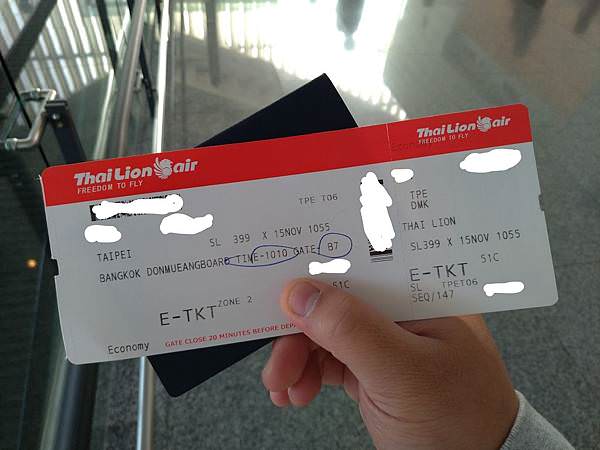 Thai Lion air
FREEDOM TO FLY
TPE T06
SL 399 X 15NOV 1055
TAIPEI
BANGKOK DONMUEANG BOARD TIME-1010 GATE: B7
51C
E-TKT ZONE 2
GATE CLOSE 20 MINUTES BEFORE
Economy
Thai Lion air
FREEDOM TO FLY
TPE
DMK
THAI LION
SL399 X 15NOV 1055
51C
E-TKT
SL TPET06
SEQ/147